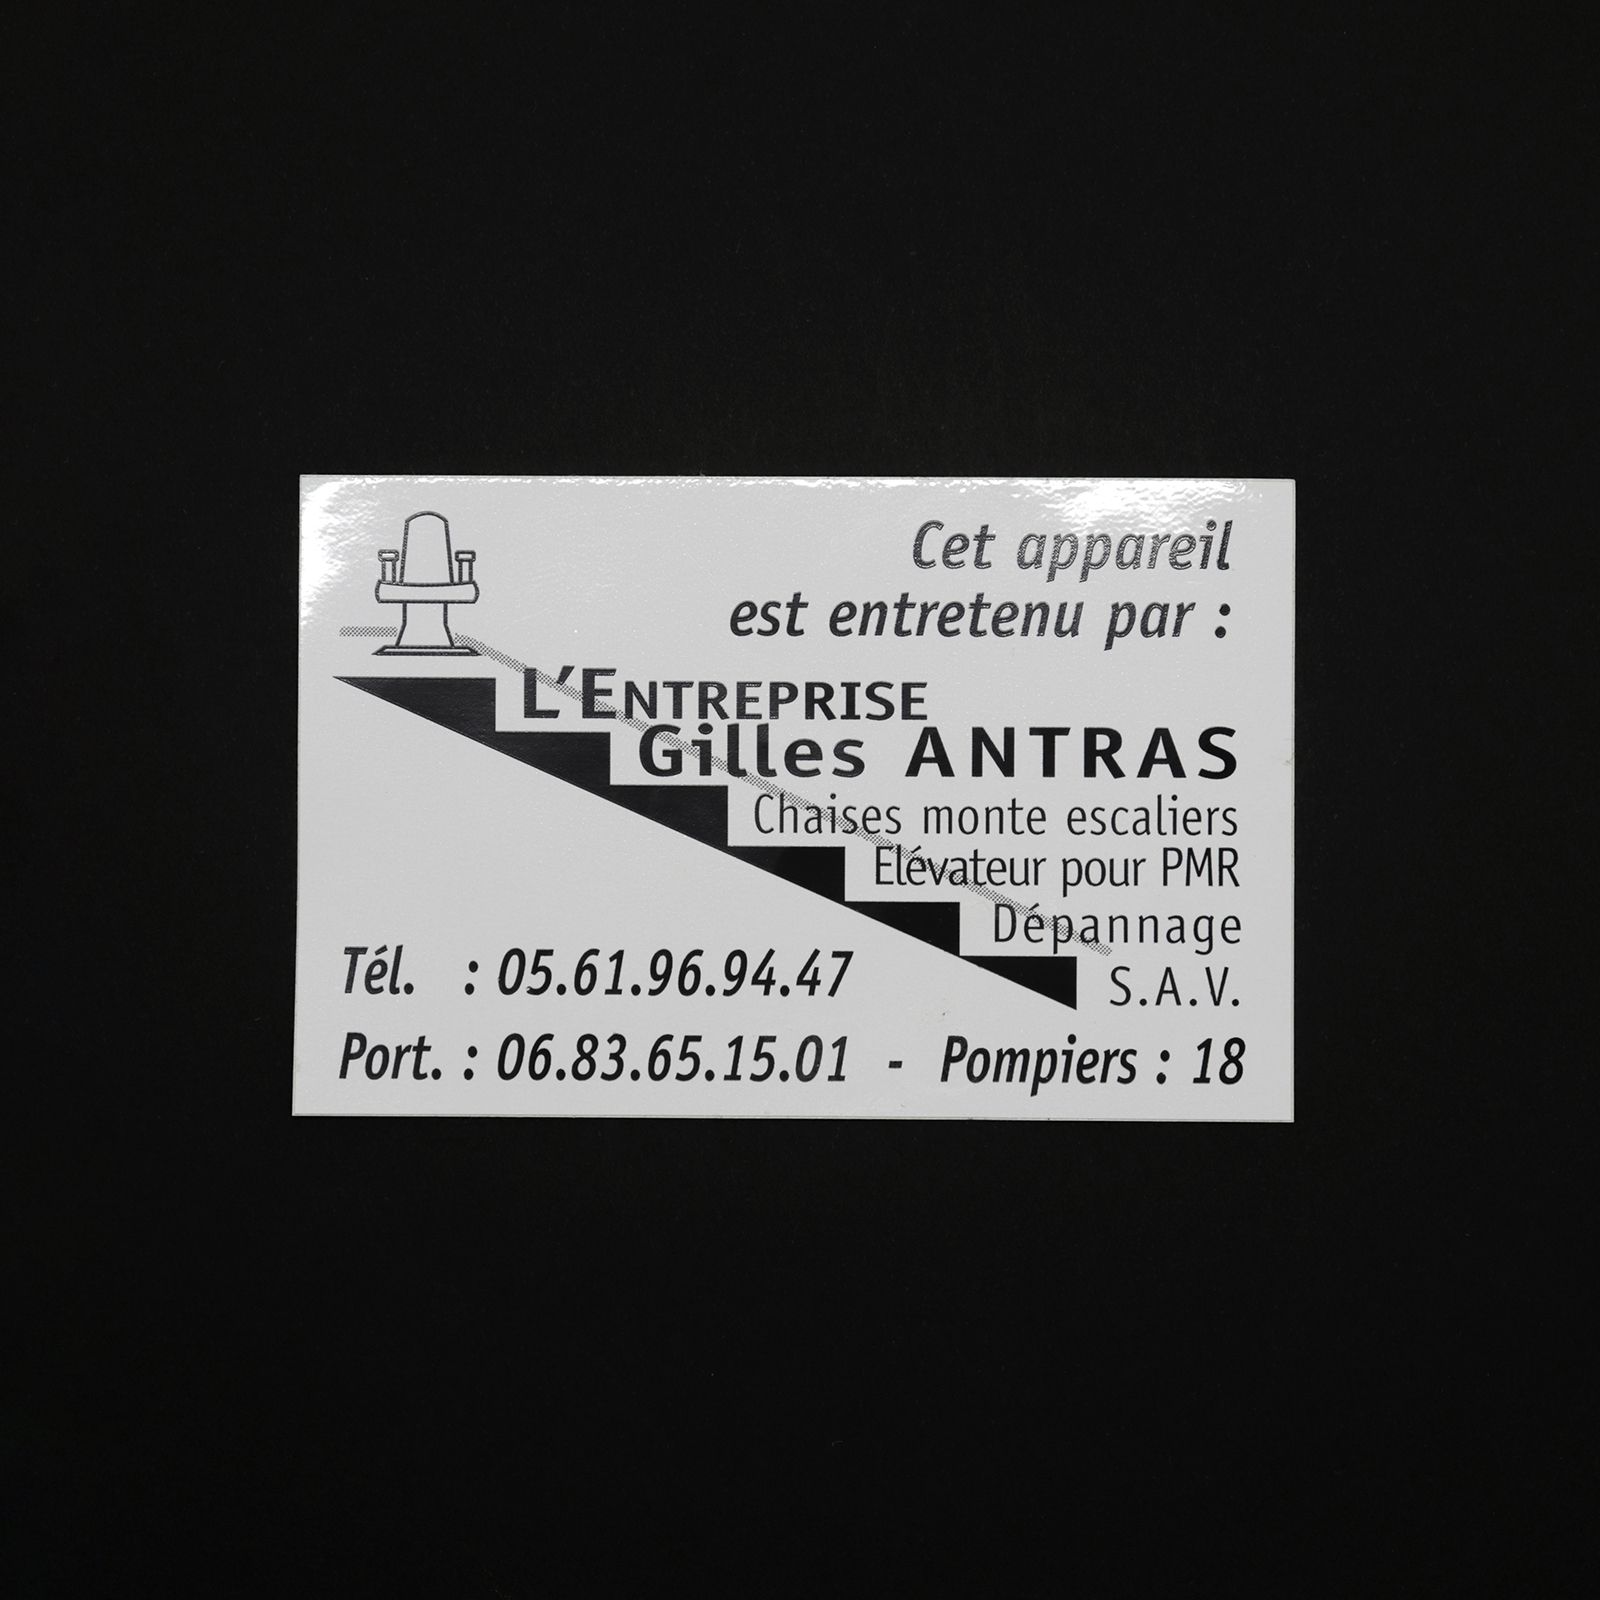 Cet appareil
est entretenu par :
L'ENTREPRISE
Gilles ANTRAS
Chaises monte escaliers
Elévateur pour PMR
Dépannage
S.A.V.
Tél. : 05.61.96.94.47
Port. : 06.83.65.15.01 - Pompiers : 18